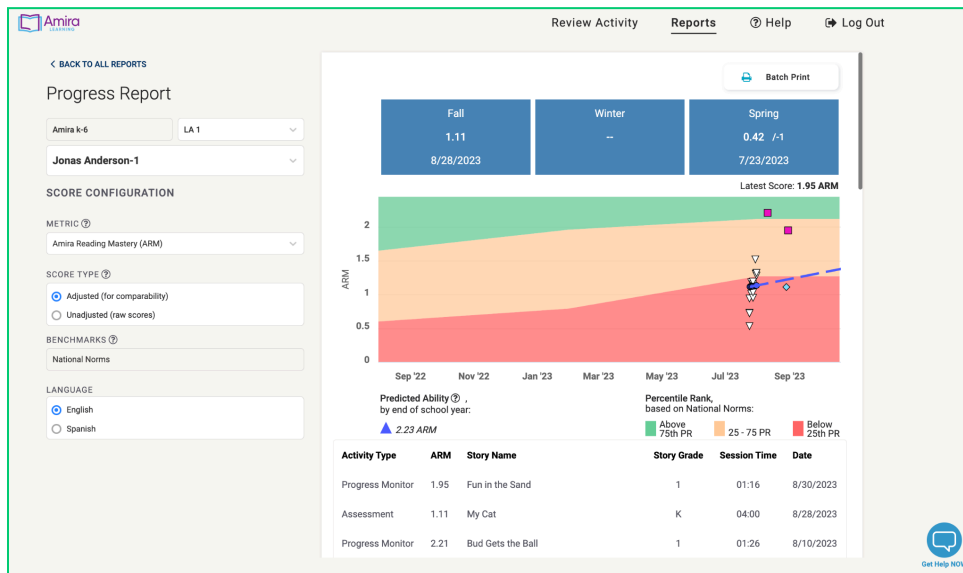 Amira
LEARNING
Review Activity
Reports
Help
Log Out
BACK TO ALL REPORTS
Progress Report
Amira k-6
LA 1
Jonas Anderson-1
SCORE CONFIGURATION
METRIC ?
Amira Reading Mastery (ARM)
SCORE TYPE ?
Adjusted (for comparability)
Unadjusted (raw scores)
BENCHMARKS ?
National Norms
LANGUAGE
English
Spanish
Batch Print
Fall
1.11
8/28/2023
Winter
--
Spring
0.42 /-1
7/23/2023
Latest Score: 1.95 ARM
ARM
2
1.5
1
0.5
0
Sep '22 Nov '22 Jan '23 Mar '23 May '23 Jul '23 Sep '23
Predicted Ability ? ,
by end of school year:
2.23 ARM
Percentile Rank,
based on National Norms:
Above
75th PR
25 - 75 PR
Below
25th PR
Activity Type ARM Story Name Story Grade Session Time Date
Progress Monitor 1.95 Fun in the Sand 1 01:16 8/30/2023
Assessment 1.11 My Cat K 04:00 8/28/2023
Progress Monitor 2.21 Bud Gets the Ball 1 01:26 8/10/2023
Get Help NOW